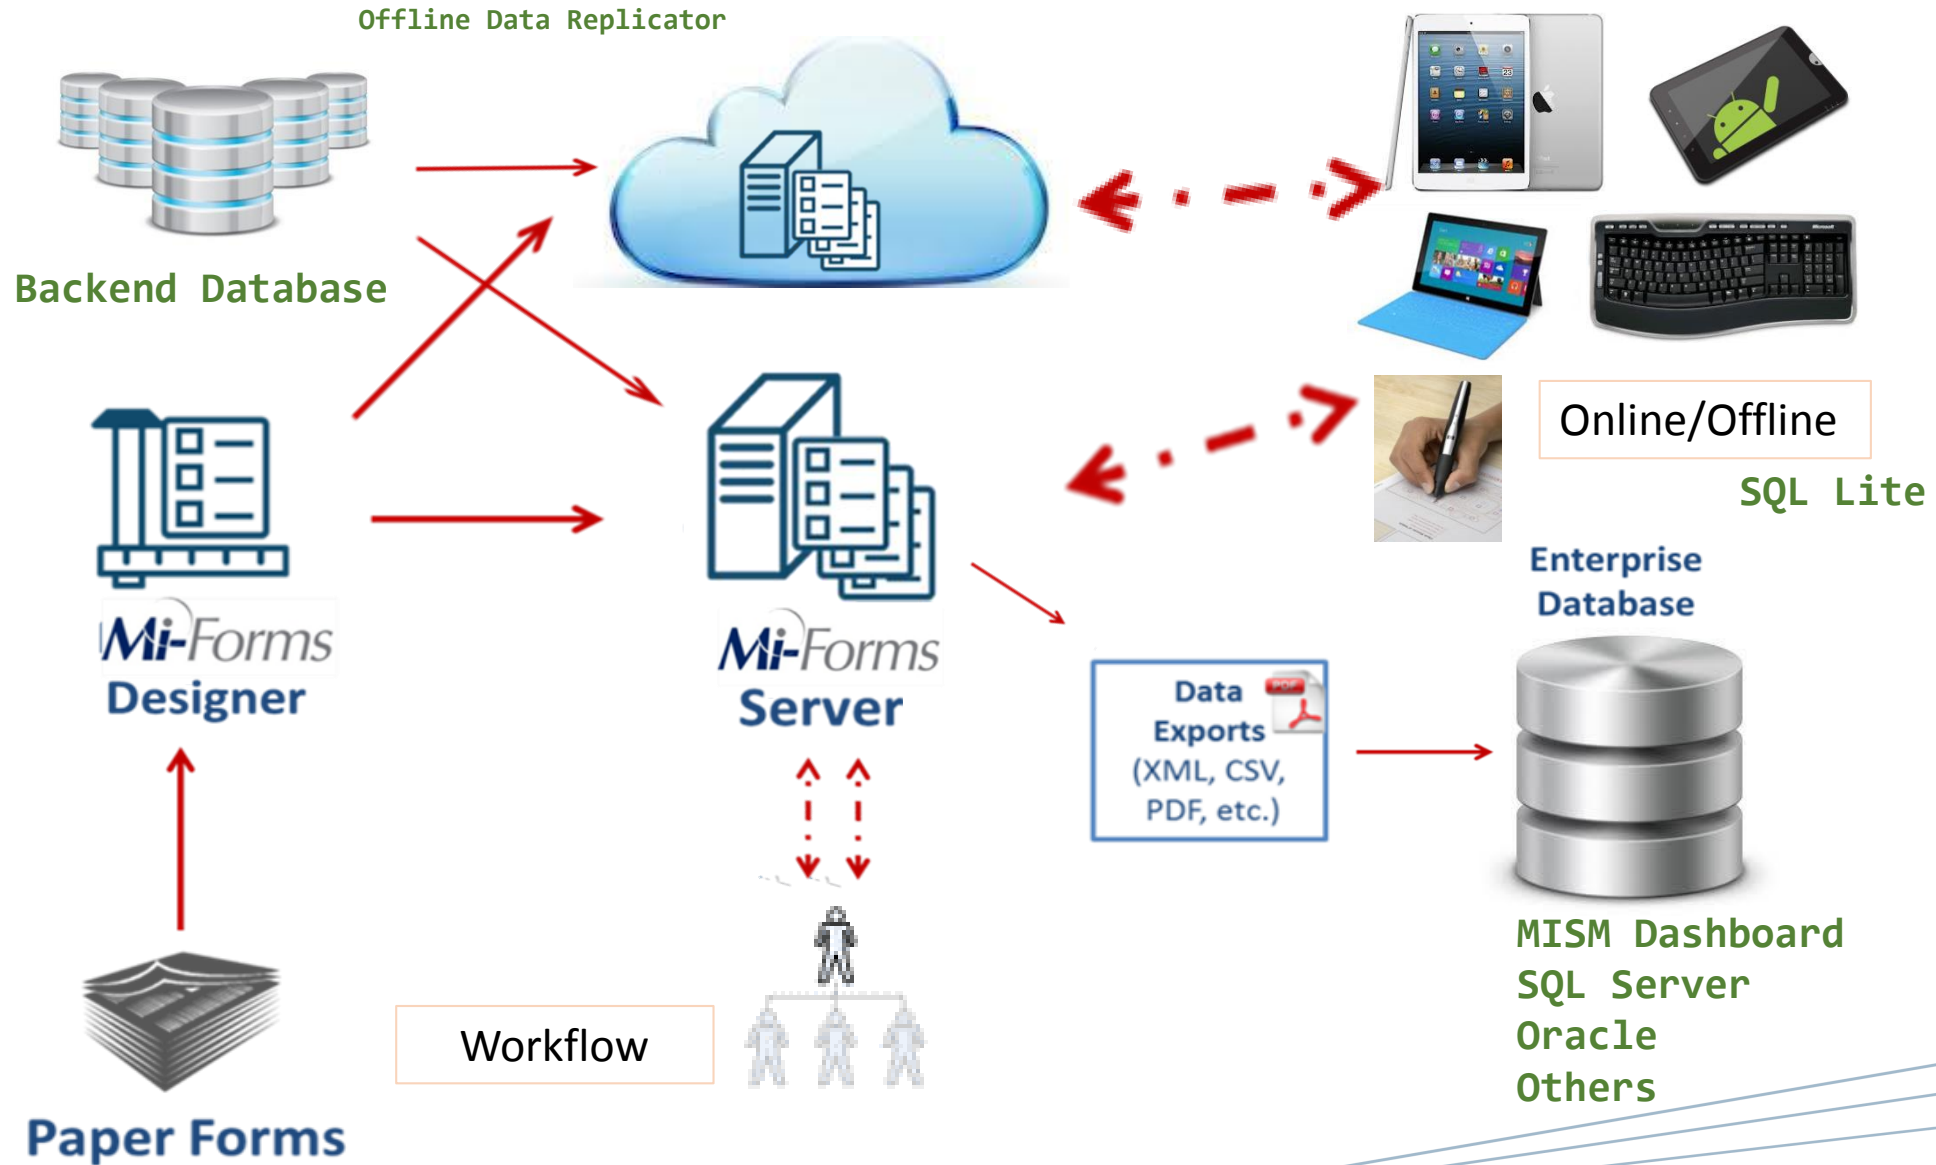 Offline Data Replicator
Backend Database
Online/Offline
SQL Lite
Enterprise
Database
Mi-Forms
Designer
Mi-Forms
Server
PDF
Data
Exports
(XML, CSV,
PDF, etc.)
MISM Dashboard
SQL Server
Oracle
Others
Workflow
Paper Forms